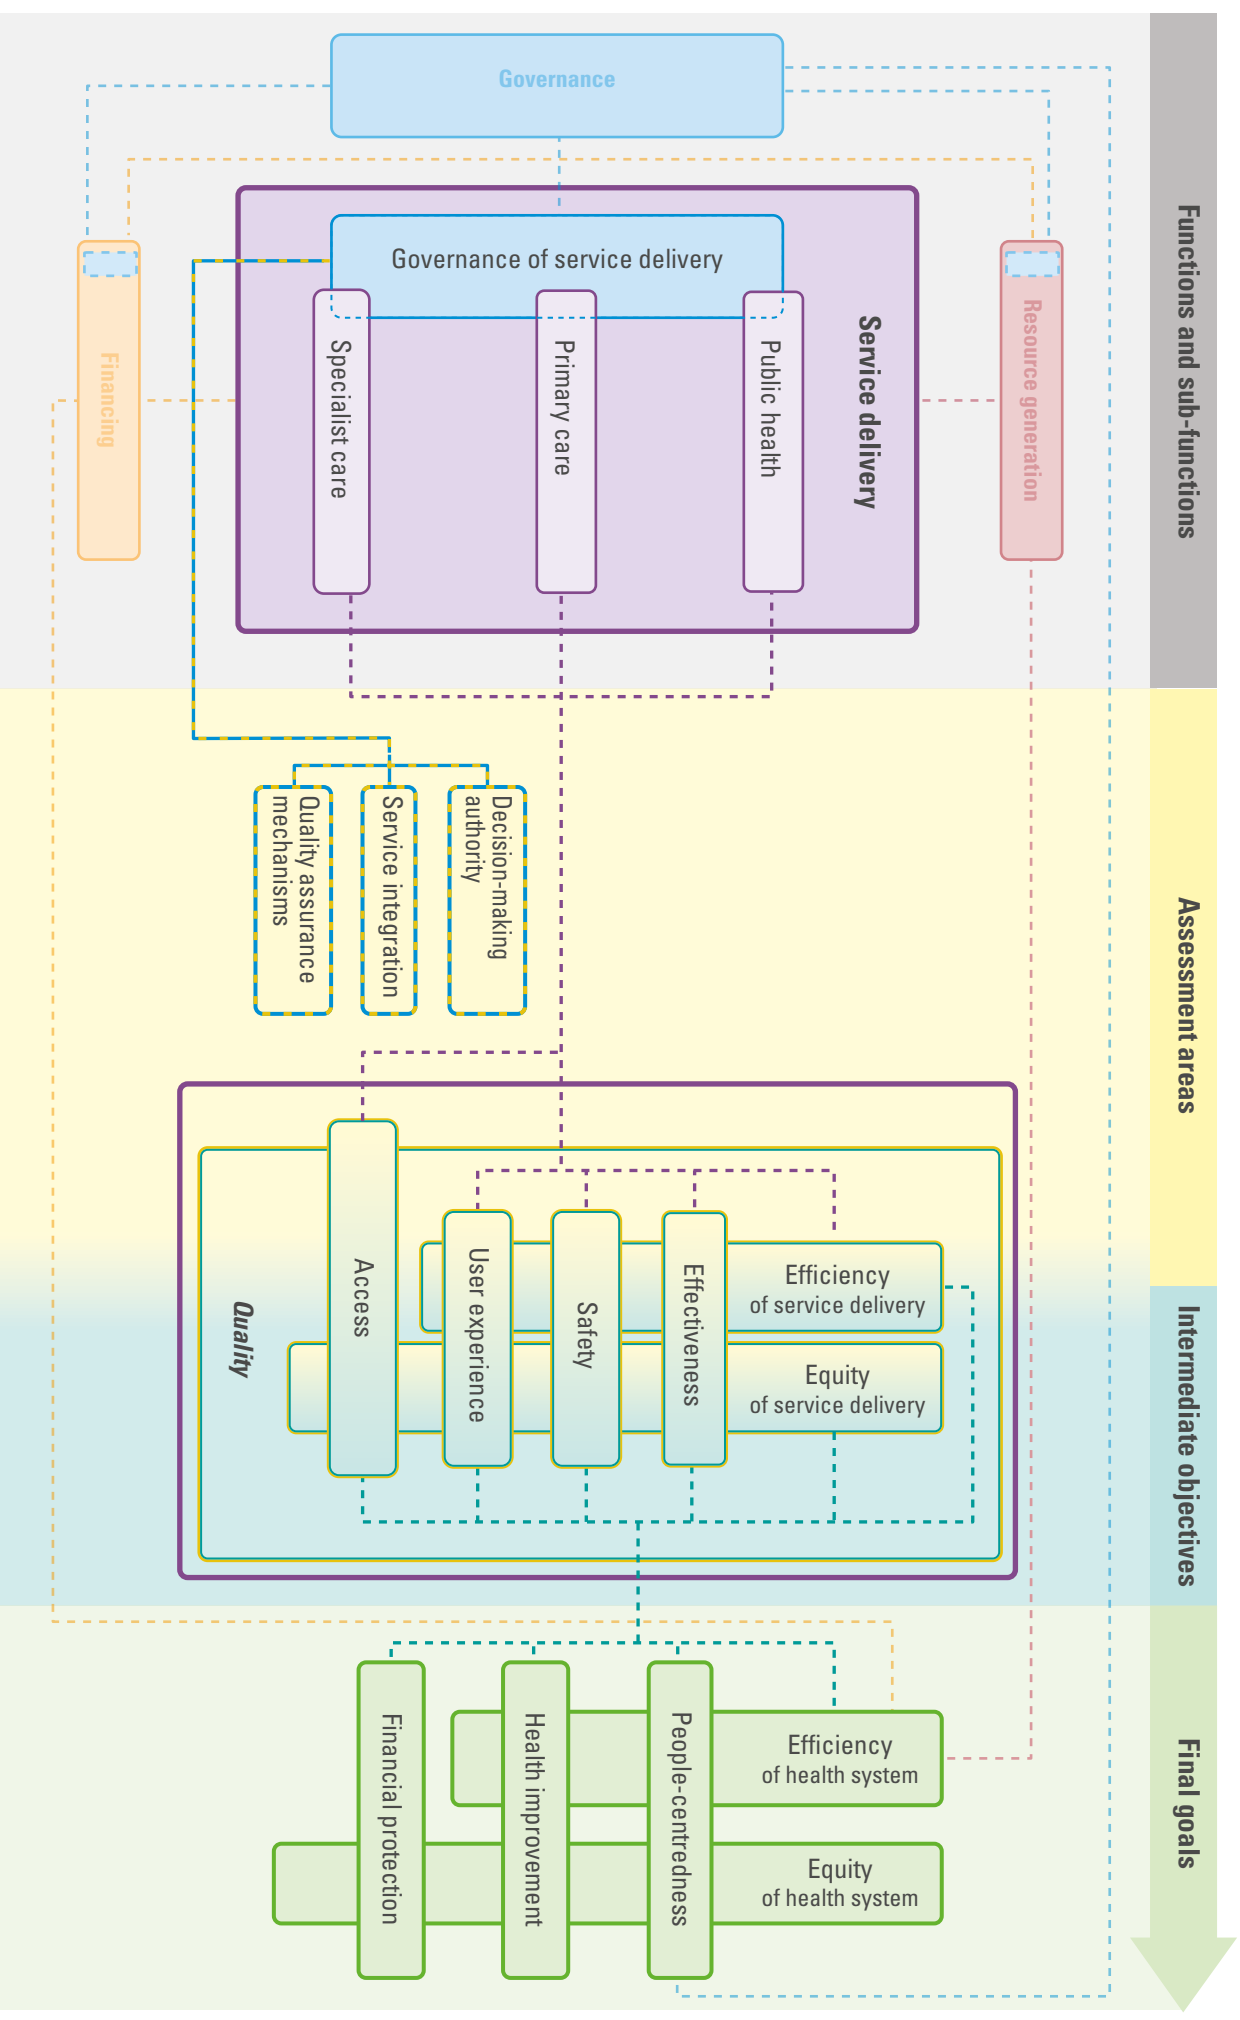 Governance
Functions and sub-functions
Governance of service delivery
Financing
Specialist care
Primary care
Public health
Service delivery
Resource generation
Quality assurance
mechanisms
Service integration
Decision-making
authority
Assessment areas
Quality
Access
User experience
Safety
Effectiveness
Efficiency
of service delivery
Equity
of service delivery
Intermediate objectives
Financial protection
Health improvement
People-centredness
Efficiency
of health system
Equity
of health system
Final goals